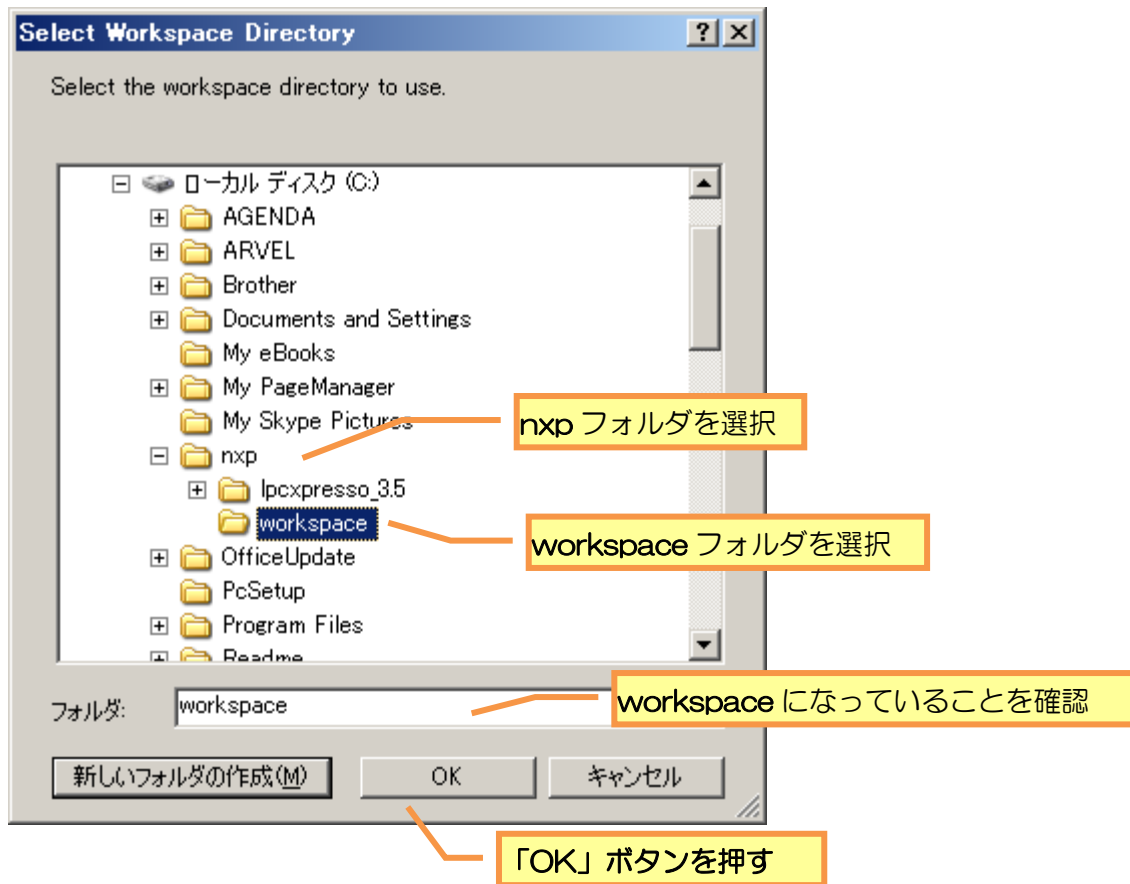 Select Workspace Directory
Select the workspace directory to use.
ローカル ディスク (C:)
AGENDA
ARVEL
Brother
Documents and Settings
My eBooks
My PageManager
My Skype Pictures
nxp フォルダを選択
nxp
lpcxpresso_3.5
workspace
workspace フォルダを選択
OfficeUpdate
PcSetup
Program Files
Readme
フォルダ:
workspace
workspace になっていることを確認
新しいフォルダの作成(M)
OK
キャンセル
「OK」ボタンを押す